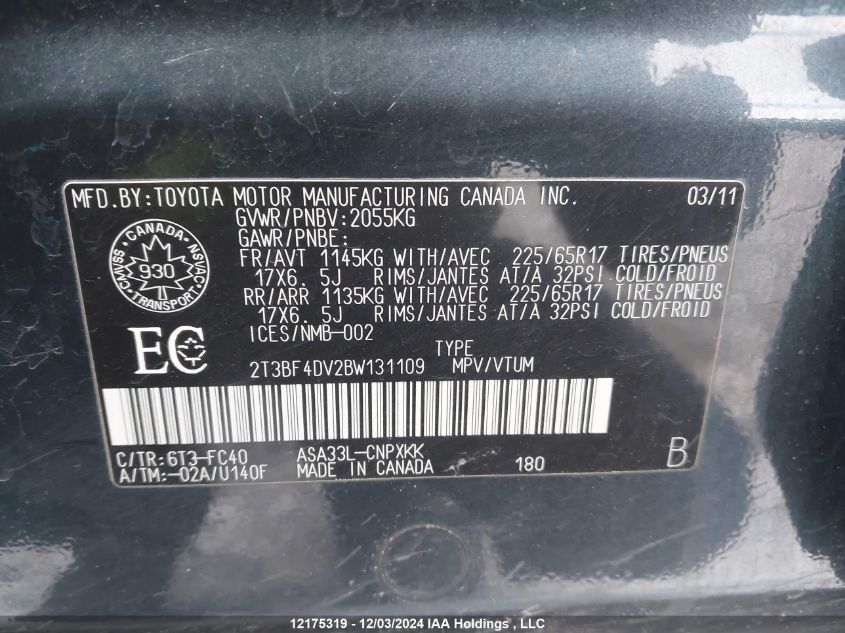 MFD.BY:TOYOTA MOTOR MANUFACTURING CANADA INC. 03/11
GVWR/PNBV:2055KG
GAWR/PNBE:
FR/AVT 1145KG WITH/AVEC 225/65R17 TIRES/PNEUS
17X6. 5J RIMS/JANTES AT/A 32PSI COLD/FROID
RR/ARR 1135KG WITH/AVEC 225/65R17 TIRES/PNEUS
17X6. 5J RIMS/JANTES AT/A 32PSI COLD/FROID
ICES/NMB-002
CANADA
CMVSS 930 NSVAC
TRANSPORT
EC
TYPE
2T3BF4DV2BW131109 MPV/VTUM
C/TR:6T3-FC40 ASA33L-CNPXKK
A/TM:-02A/U140F MADE IN CANADA 180 B
12175319 - 12/03/2024 IAA Holdings , LLC